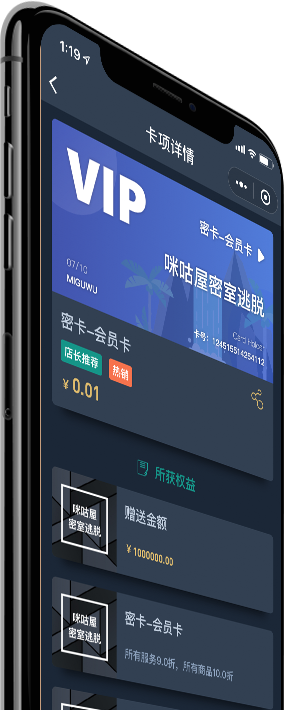 1:19
卡项详情
VIP
密卡–会员卡
咪咕屋密室逃脱
07/10
MIGUWU
Card Holder
卡号：124515514254112
密卡–会员卡
店长推荐 热销
¥ 0.01
所获权益
咪咕屋
密室逃脱
赠送金额
¥ 1000000.00
咪咕屋
密室逃脱
密卡–会员卡
所有服务9.0折，所有商品10.0折